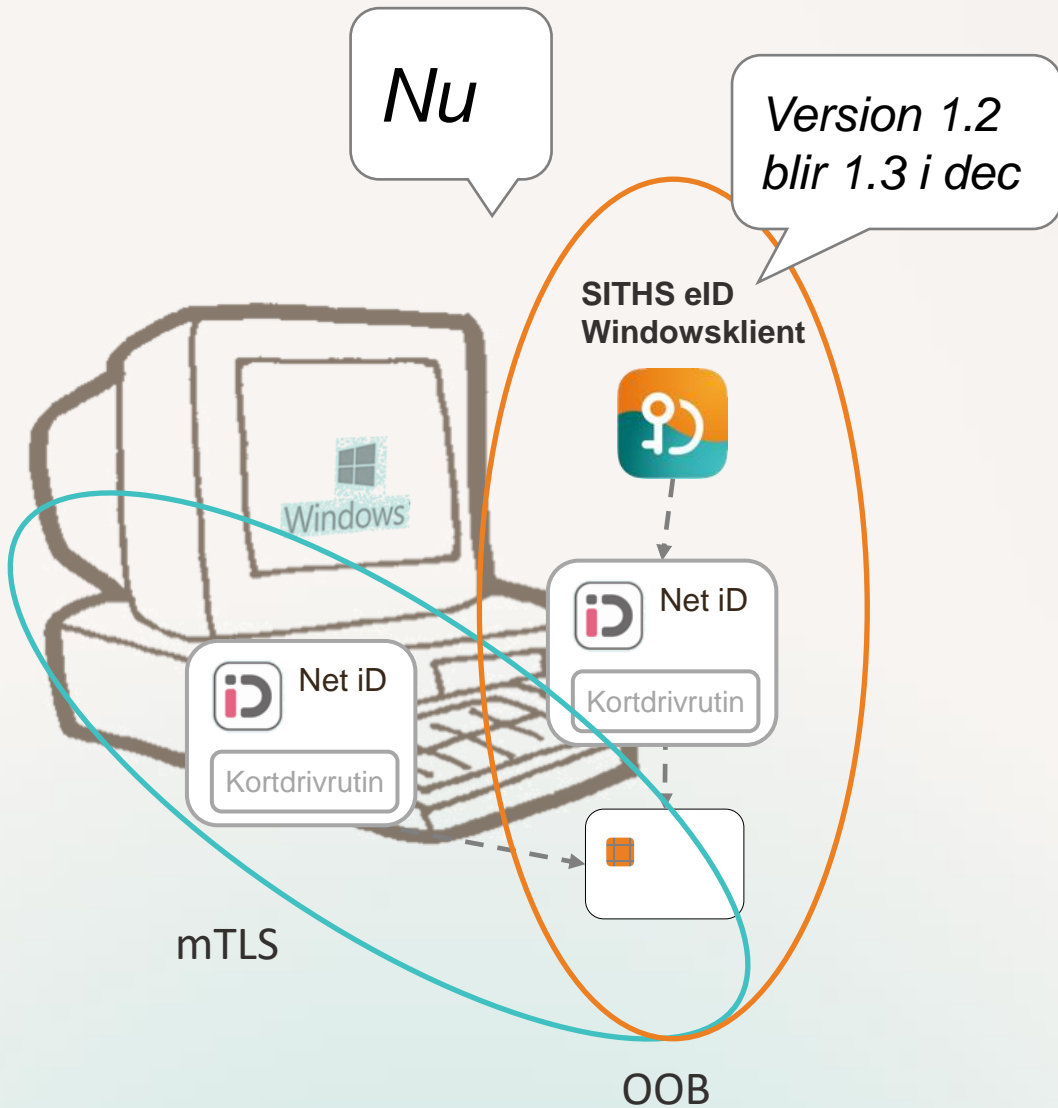 Nu
Version 1.2
blir 1.3 i dec
SITHS eID
Windowsklient
Windows
Net iD
Kortdrivrutin
Net iD
Kortdrivrutin
mTLS
OOB